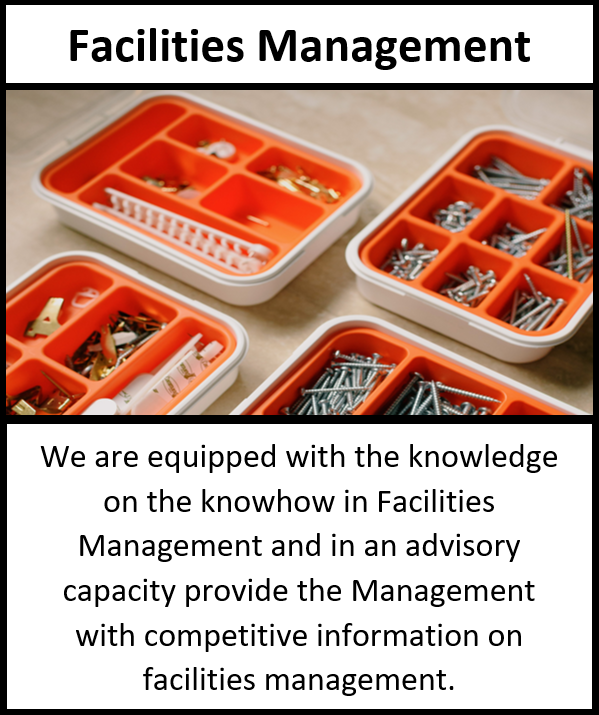 Facilities Management
We are equipped with the knowledge
on the knowhow in Facilities
Management and in an advisory
capacity provide the Management
with competitive information on
facilities management.